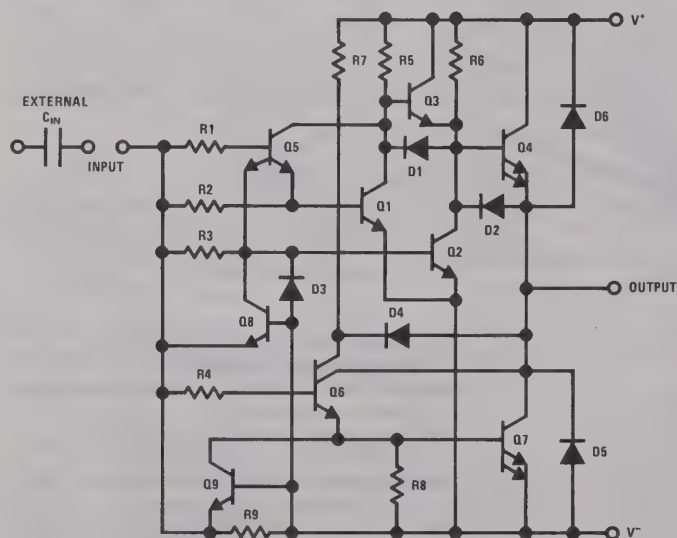 V+
R7
R5
R6
Q3
EXTERNAL
CIN
INPUT
R1
Q5
D1
Q4
D6
R2
Q1
D2
R3
Q2
OUTPUT
D3
Q8
D4
R4
Q6
Q7
D5
Q9
R8
R9
V-